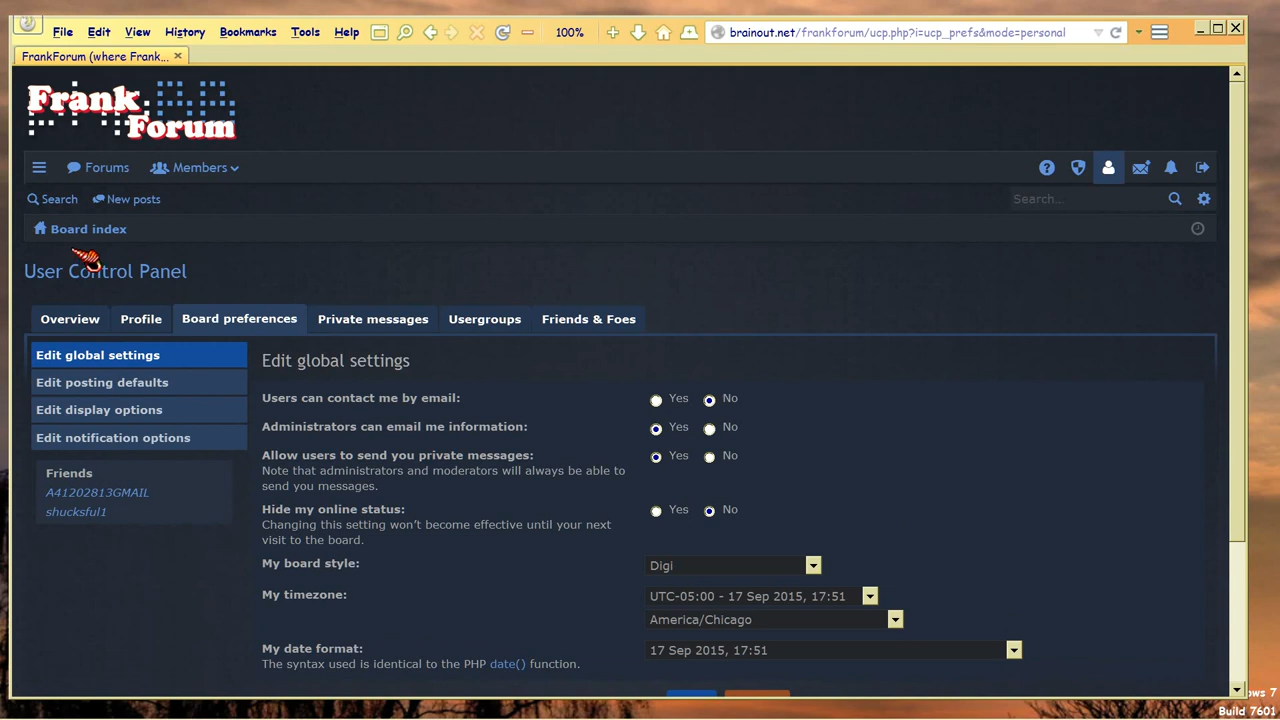 File Edit View History Bookmarks Tools Help 100% brainout.net/frankforum/ucp.php?i=ucp_prefs&mode=personal
FrankForum (where Frank...
Frank
Forum
Forums Members
Search New posts Search...
Board index
User Control Panel
Overview Profile Board preferences Private messages Usergroups Friends & Foes
Edit global settings
Edit posting defaults
Edit display options
Edit notification options
Friends
A41202813GMAIL
shucksful1
Edit global settings
Users can contact me by email: Yes No
Administrators can email me information: Yes No
Allow users to send you private messages: Yes No
Note that administrators and moderators will always be able to
send you messages.
Hide my online status: Yes No
Changing this setting won't become effective until your next
visit to the board.
My board style: Digi
My timezone: UTC-05:00 - 17 Sep 2015, 17:51
America/Chicago
My date format: 17 Sep 2015, 17:51
The syntax used is identical to the PHP date() function.
ows 7
Build 7601